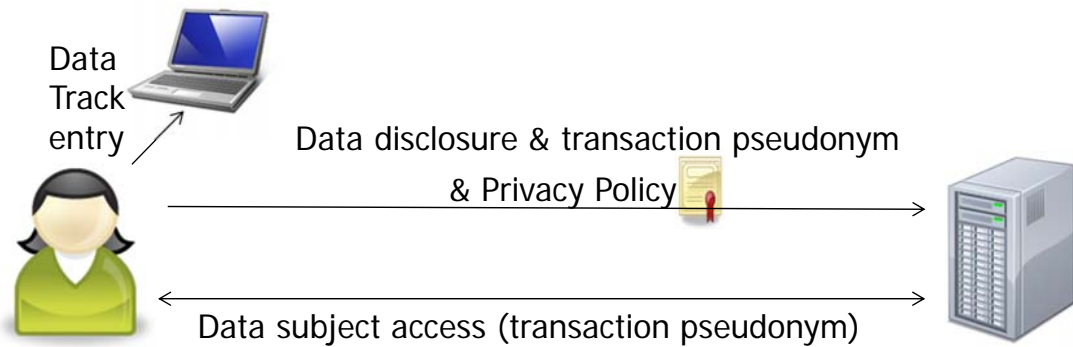 Data
Track
entry
Data disclosure & transaction pseudonym
& Privacy Policy
Data subject access (transaction pseudonym)